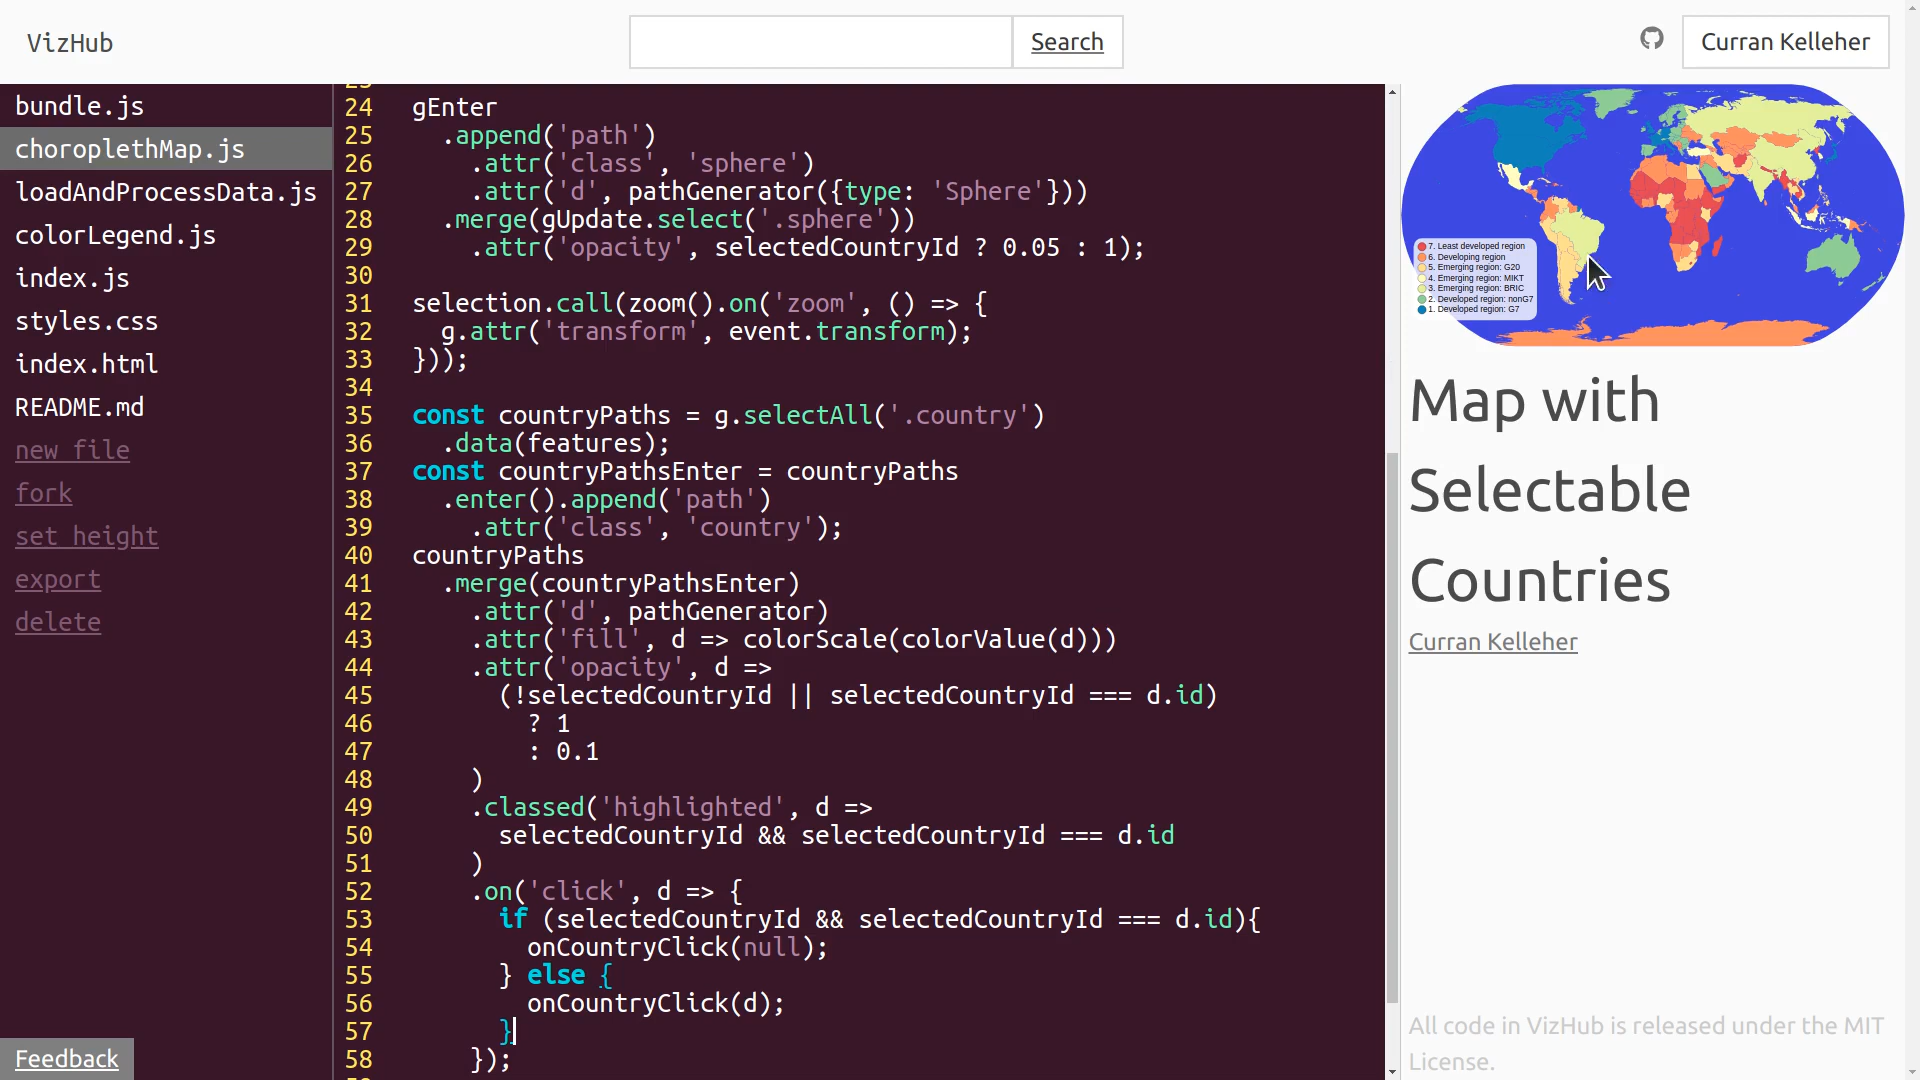 VizHub
Search
Curran Kelleher
bundle.js
choroplethMap.js
loadAndProcessData.js
colorLegend.js
index.js
styles.css
index.html
README.md
new file
fork
set height
export
delete
Feedback
24 gEnter
25 .append('path')
26 .attr('class', 'sphere')
27 .attr('d', pathGenerator({type: 'Sphere'}))
28 .merge(gUpdate.select('.sphere'))
29 .attr('opacity', selectedCountryId ? 0.05 : 1);
30
31 selection.call(zoom().on('zoom', () => {
32 g.attr('transform', event.transform);
33 }));
34
35 const countryPaths = g.selectAll('.country')
36 .data(features);
37 const countryPathsEnter = countryPaths
38 .enter().append('path')
39 .attr('class', 'country');
40 countryPaths
41 .merge(countryPathsEnter)
42 .attr('d', pathGenerator)
43 .attr('fill', d => colorScale(colorValue(d)))
44 .attr('opacity', d =>
45 (!selectedCountryId || selectedCountryId === d.id)
46 ? 1
47 : 0.1
48 )
49 .classed('highlighted', d =>
50 selectedCountryId && selectedCountryId === d.id
51 )
52 .on('click', d => {
53 if (selectedCountryId && selectedCountryId === d.id){
54 onCountryClick(null);
55 } else {
56 onCountryClick(d);
57 }
58 });
7. Least developed region
6. Developing region
5. Emerging region: G20
4. Emerging region: MIKT
3. Emerging region: BRIC
2. Developed region: nonG7
1. Developed region: G7
Map with
Selectable
Countries
Curran Kelleher
All code in VizHub is released under the MIT
License.